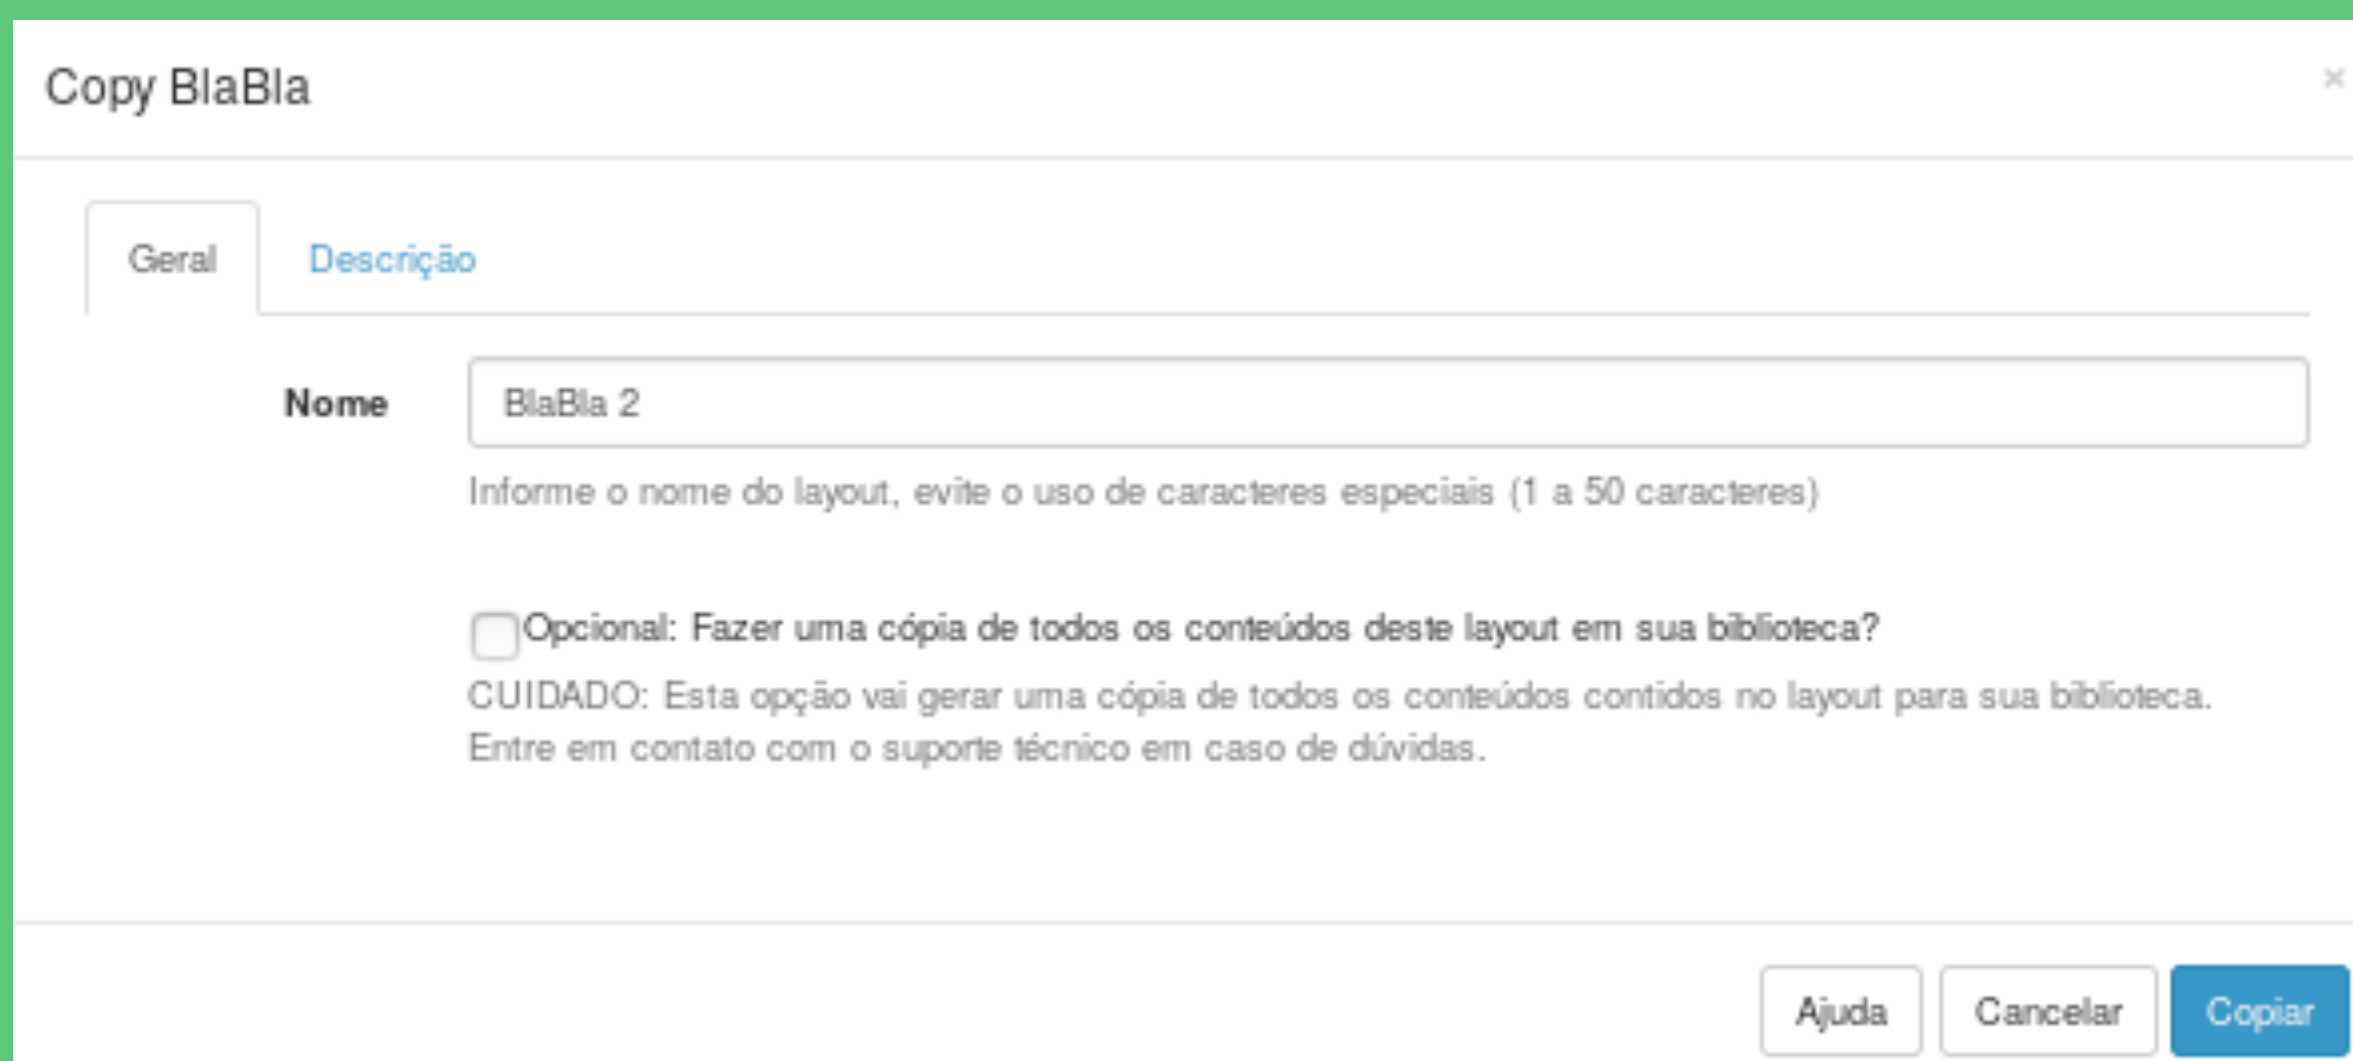 Copy BlaBla ×
Geral Descrição
Nome BlaBla 2
Informe o nome do layout, evite o uso de caracteres especiais (1 a 50 caracteres)
Opcional: Fazer uma cópia de todos os conteúdos deste layout em sua biblioteca?
CUIDADO: Esta opção vai gerar uma cópia de todos os conteúdos contidos no layout para sua biblioteca.
Entre em contato com o suporte técnico em caso de dúvidas.
Ajuda Cancelar Copiar